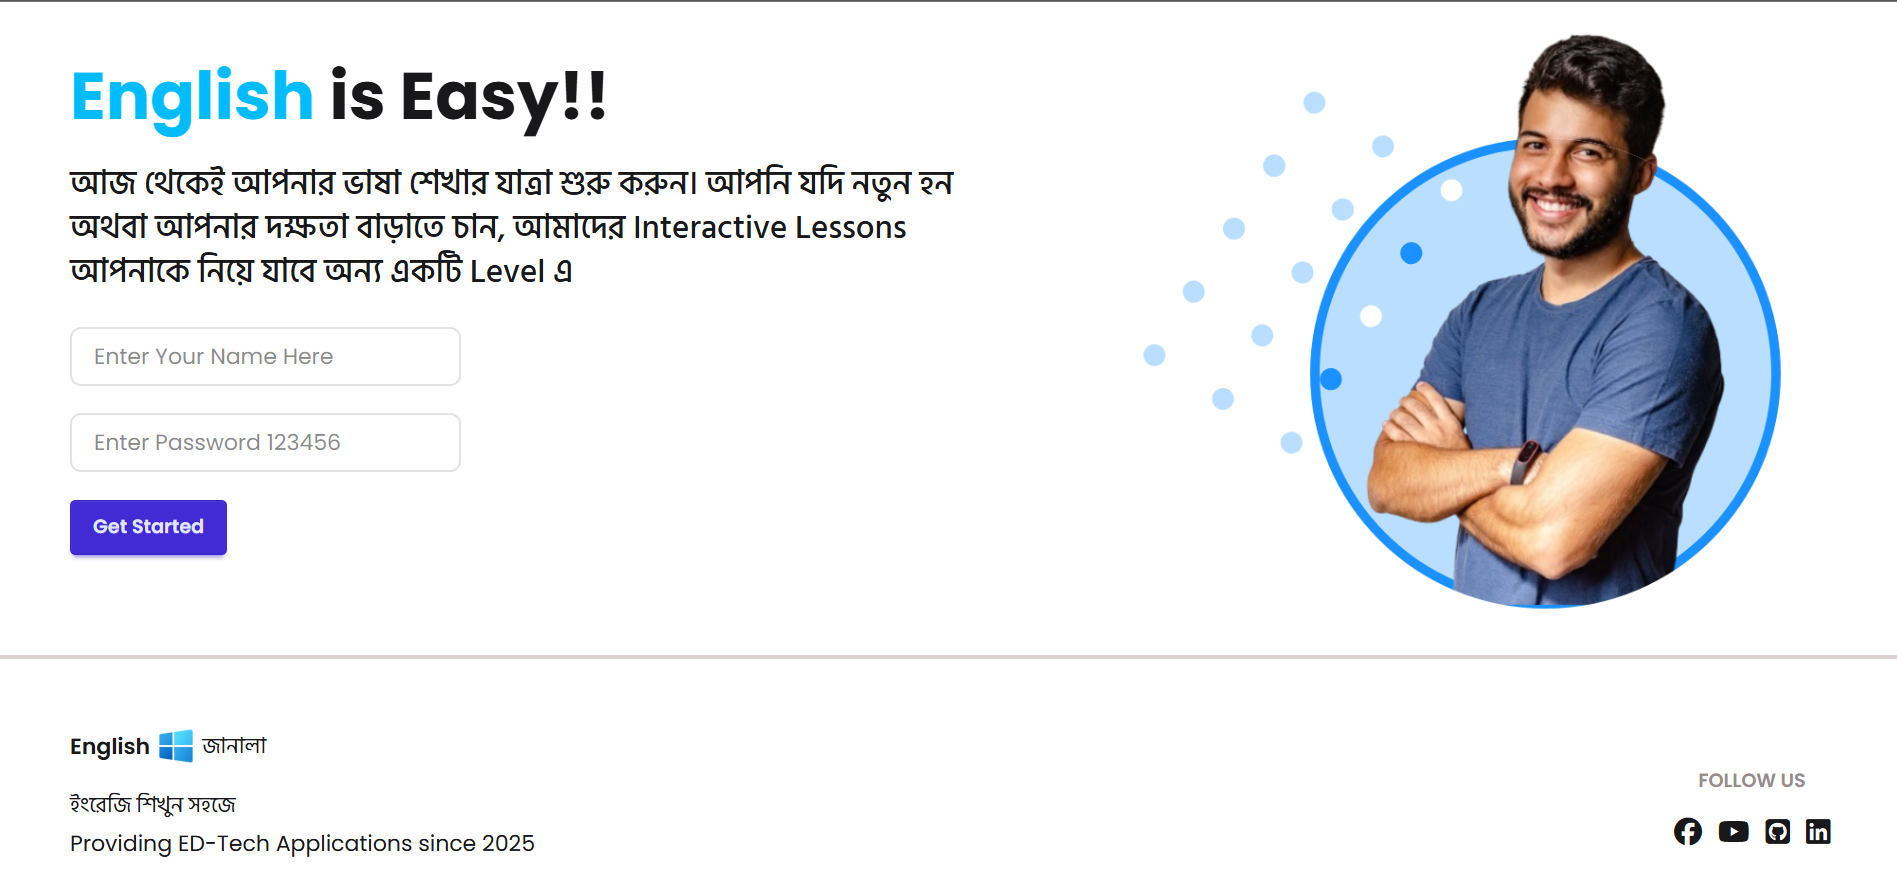 English is Easy!!
আজ থেকেই আপনার ভাষা শেখার যাত্রা শুরু করুন। আপনি যদি নতুন হন
অথবা আপনার দক্ষতা বাড়াতে চান, আমাদের Interactive Lessons
আপনাকে নিয়ে যাবে অন্য একটি Level এ
Enter Your Name Here
Enter Password 123456
Get Started
English জানালা
ইংরেজি শিখুন সহজে
Providing ED-Tech Applications since 2025
FOLLOW US